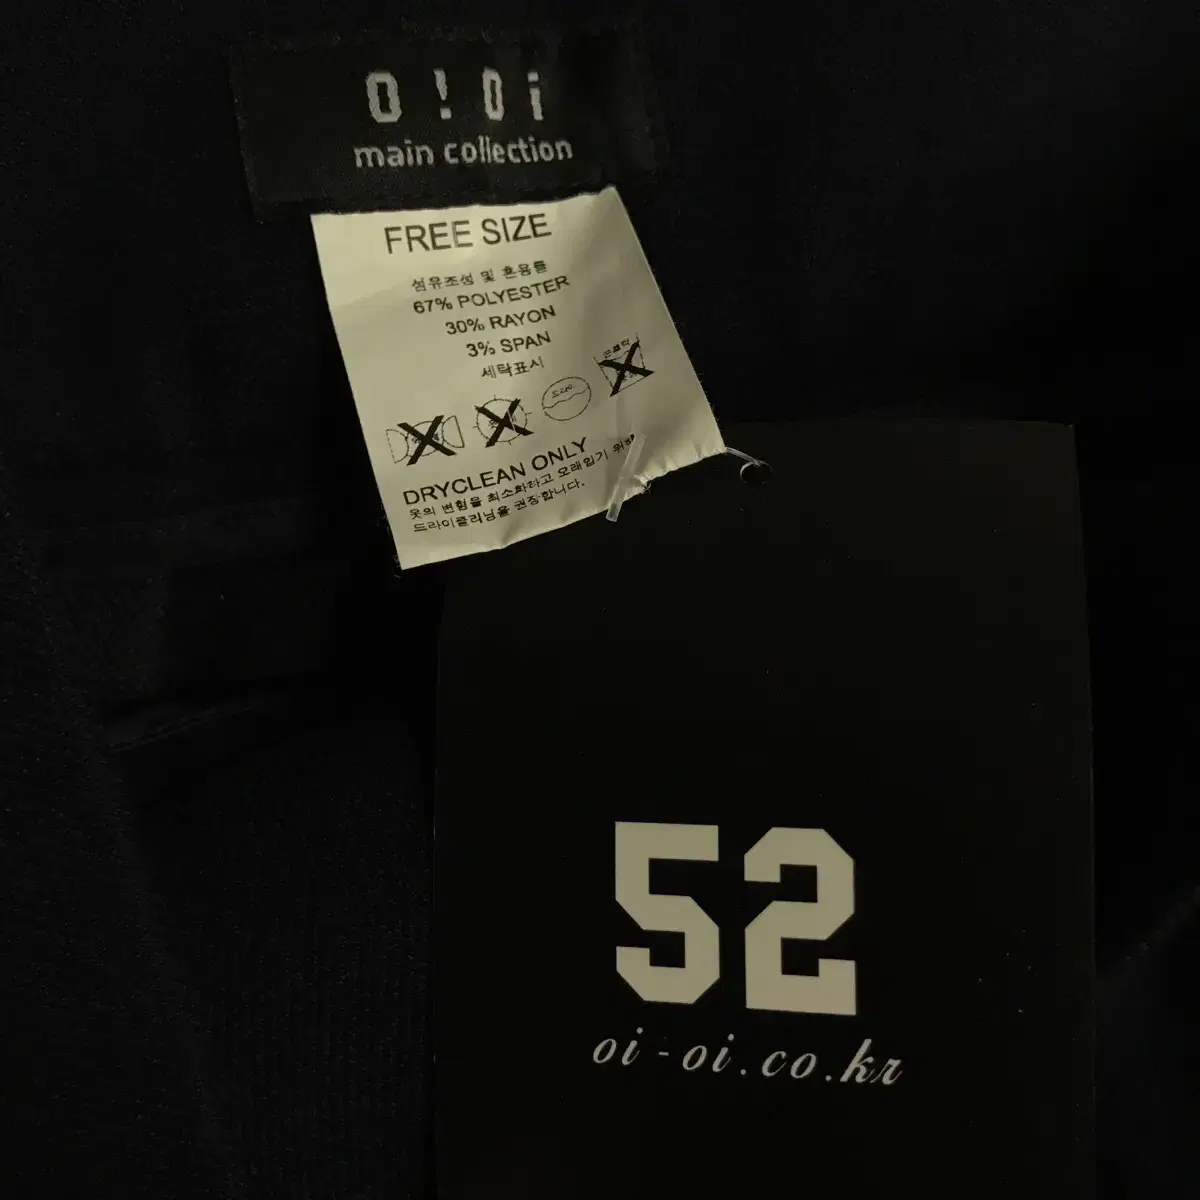 O!Oi
main collection
FREE SIZE
섬유조성 및 혼용률
67% POLYESTER
30% RAYON
3% SPAN
세탁표시
드라이
DRYCLEAN ONLY
옷의 변형을 최소화하고 오래입기 위해
드라이클리닝을 권장합니다.
52
oi-oi.co.kr